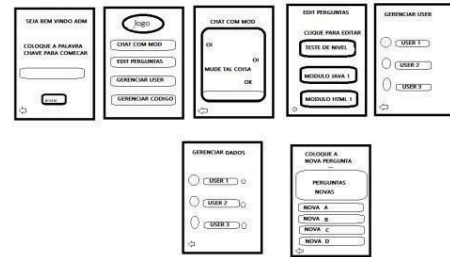 SEJA BEM VINDO ADM
COLOQUE A PALAVRA
CHAVE PARA COMECAR
logo
CHAT COM MOD
EDIT PERGUNTAS
GERENCIAR USER
GERENCIAR CODIGO
CHAT COM MOD
OI
OI
MUDE TAL COISA
OK
EDIT PERGUNTAS
CLIQUE PARA EDITAR
TESTE DE NIVEL
MODULO JAVA 1
MODULO HTML 1
GERENCIAR USER
USER 1
USER 2
USER 3
GERENCIAR DADOS
USER 1
USER 2
USER 3
COLOQUE A
NOVA PERGUNTA
PERGUNTAS
NOVAS
NOVA A
NOVA B
NOVA C
NOVA D